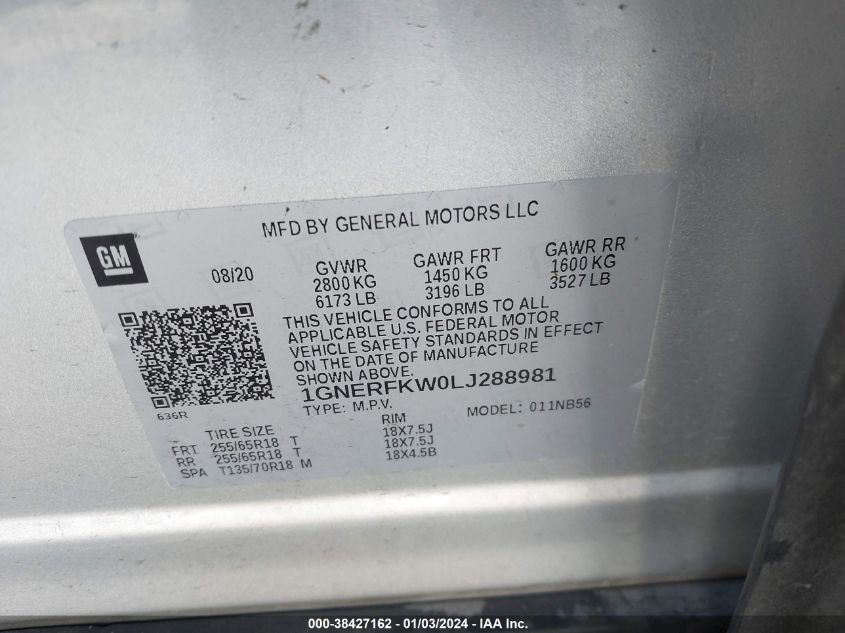 MFD BY GENERAL MOTORS LLC
GM
08/20
GVWR GAWR FRT GAWR RR
2800 KG 1450 KG 1600 KG
6173 LB 3196 LB 3527 LB
THIS VEHICLE CONFORMS TO ALL
APPLICABLE U.S. FEDERAL MOTOR
VEHICLE SAFETY STANDARDS IN EFFECT
ON THE DATE OF MANUFACTURE
SHOWN ABOVE.
1GNERFKW0LJ288981
TYPE: M.P.V. MODEL: 011NB56
636R
TIRE SIZE RIM
FRT 255/65R18 T 18X7.5J
RR 255/65R18 T 18X7.5J
SPA T135/70R18 M 18X4.5B
000-38427162 - 01/03/2024 - IAA Inc.